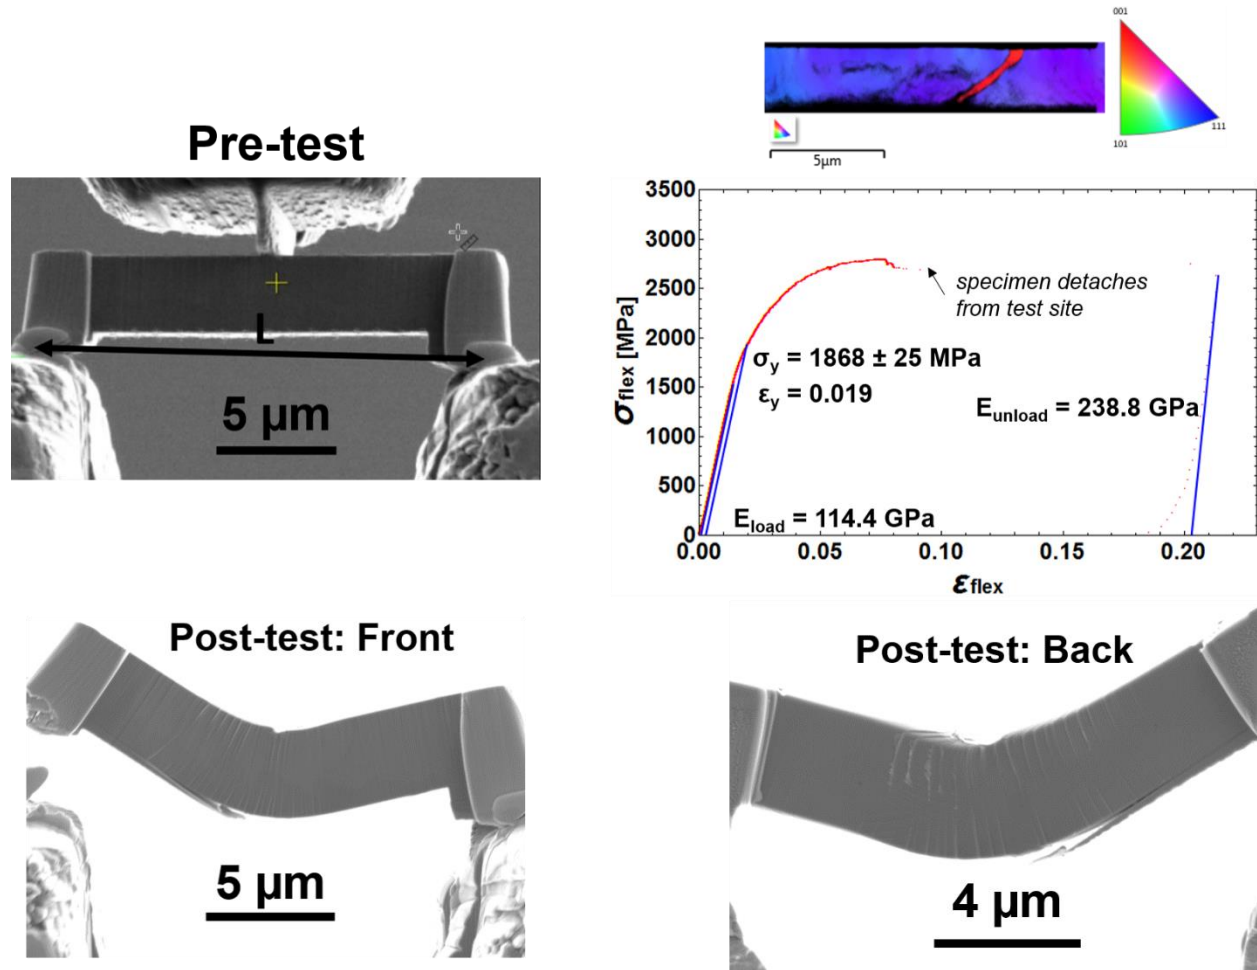 001
101
111
5µm
Pre-test
L
5 µm
3500
3000
2500
2000
1500
1000
500
0
σflex [MPa]
specimen detaches
from test site
σy = 1868 ± 25 MPa
εy = 0.019
Eunload = 238.8 GPa
Eload = 114.4 GPa
0.00 0.05 0.10 0.15 0.20
εflex
Post-test: Front
5 µm
Post-test: Back
4 µm